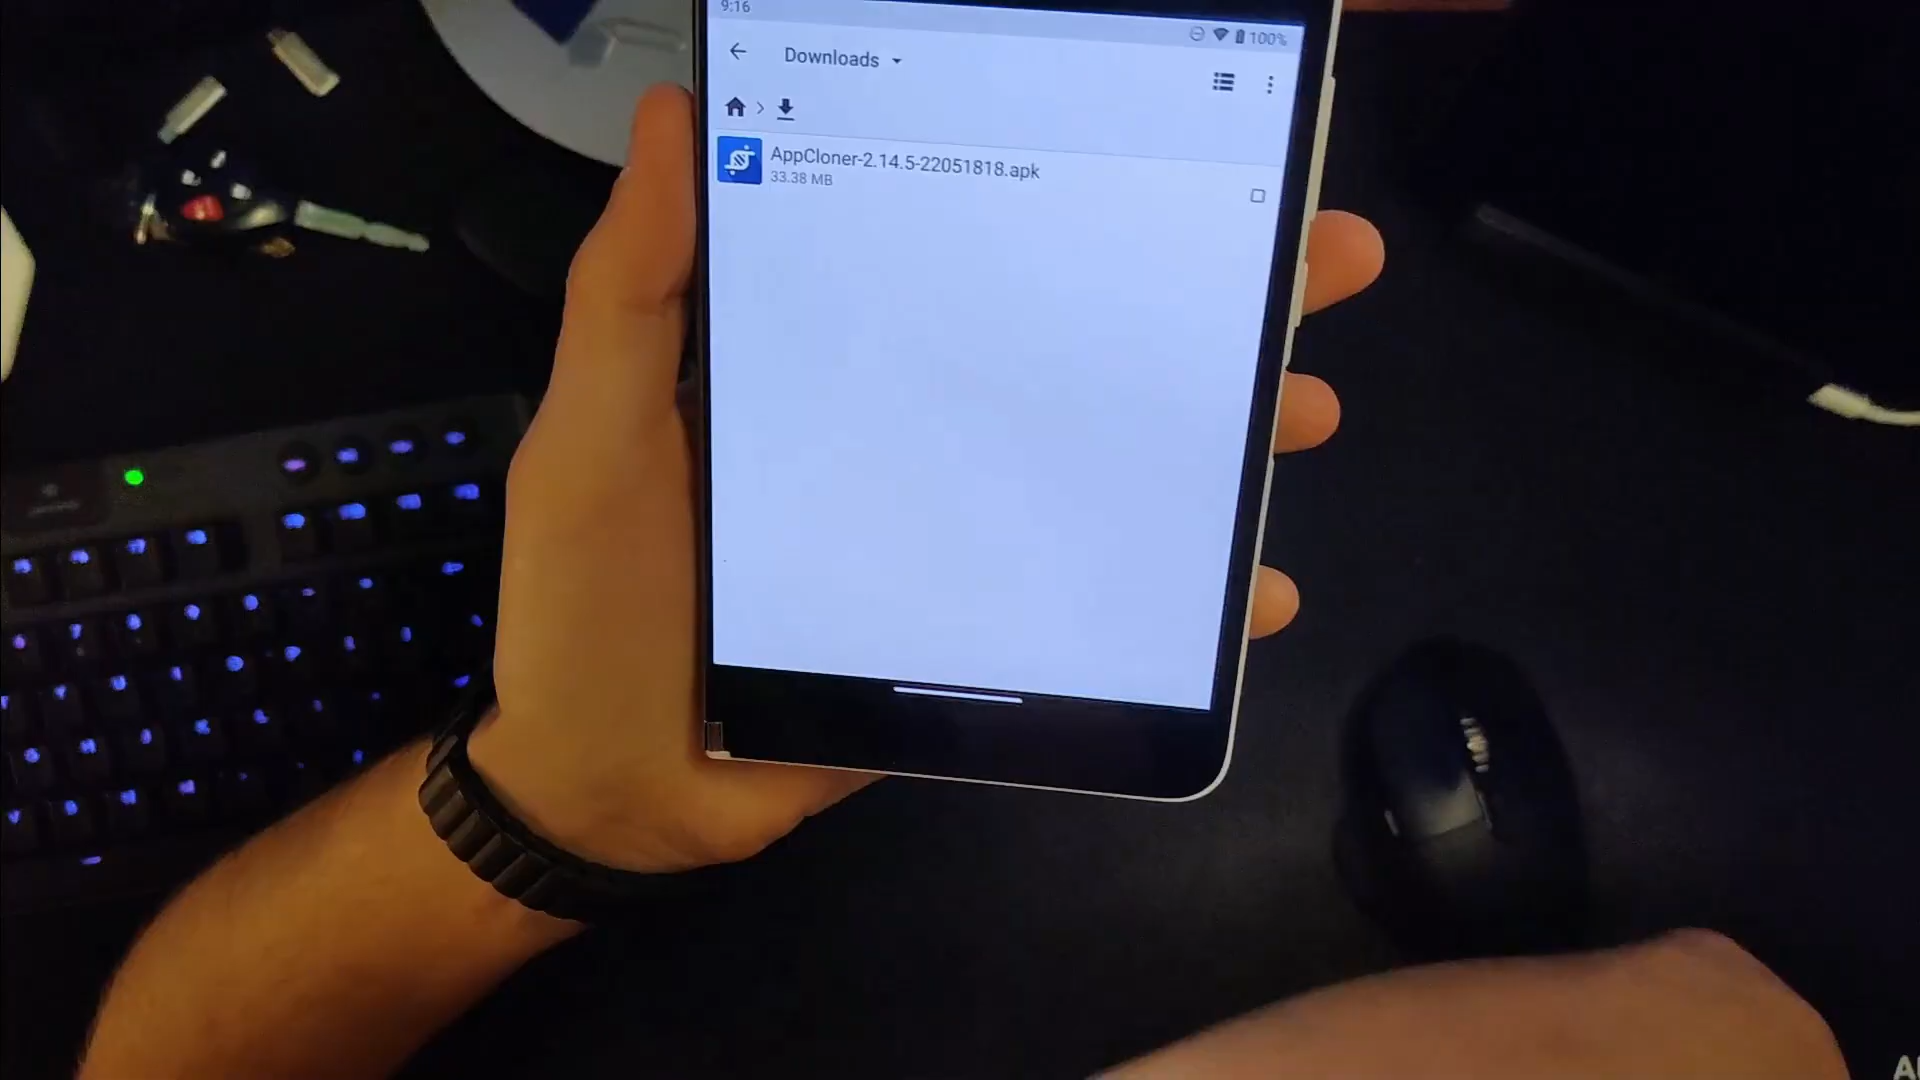 9:16
100%
Downloads
AppCloner-2.14.5-22051818.apk
33.38 MB